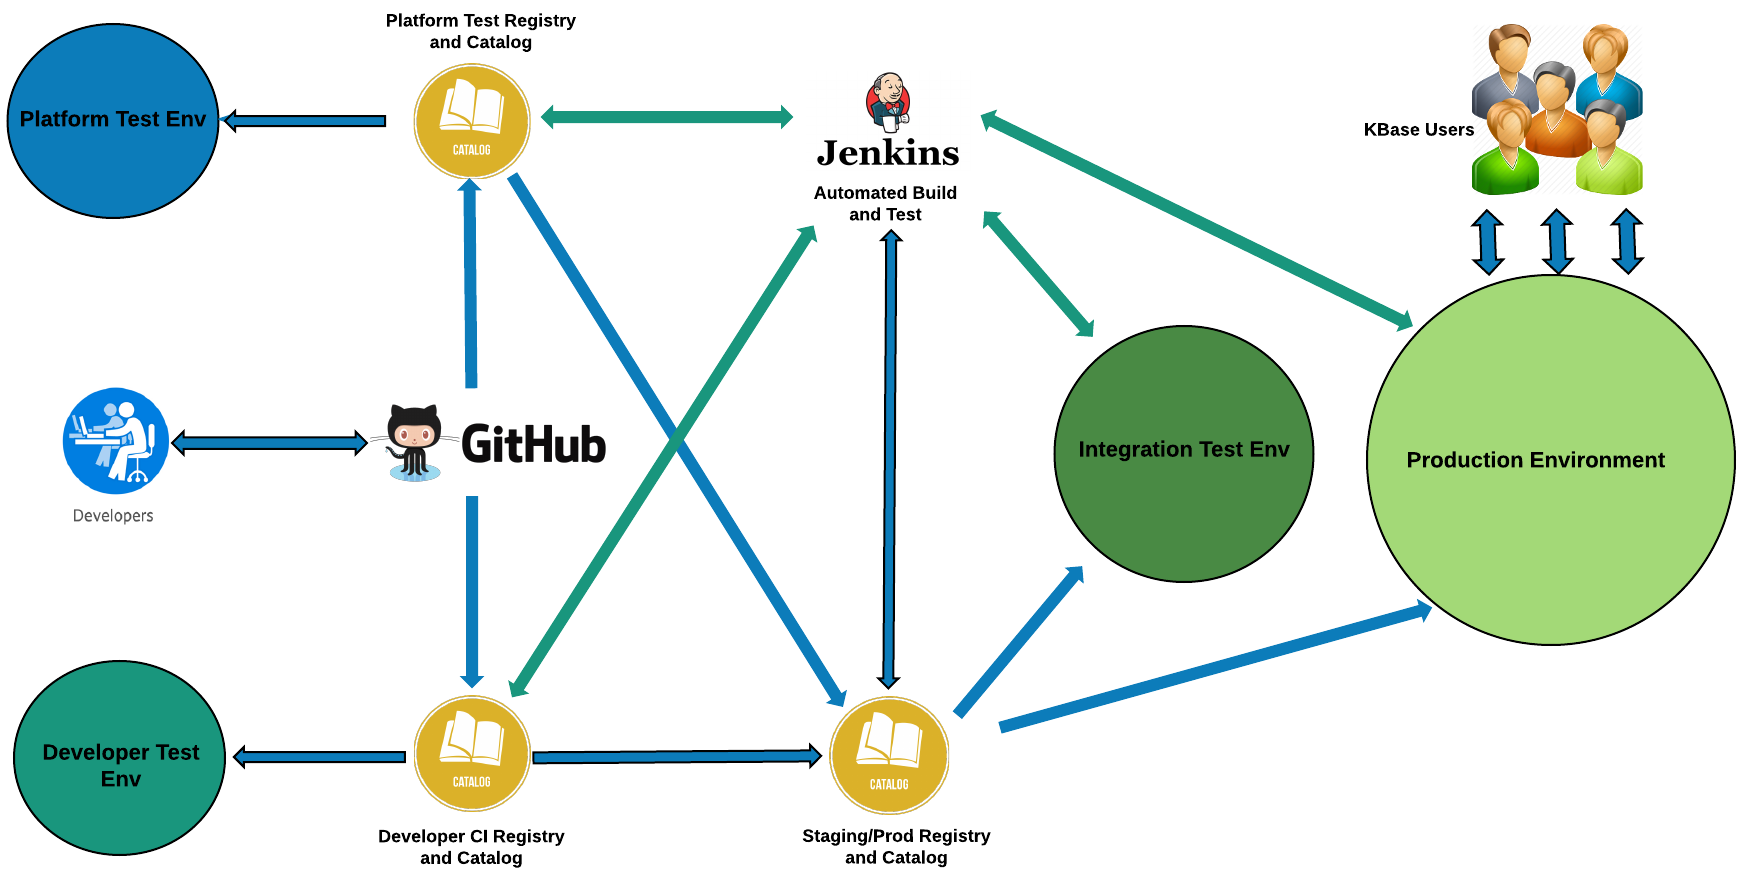 Platform Test Registry
and Catalog
Platform Test Env
CATALOG
Jenkins
Automated Build
and Test
KBase Users
GitHub
Developers
Integration Test Env
Production Environment
Developer Test
Env
CATALOG
CATALOG
Developer CI Registry
and Catalog
Staging/Prod Registry
and Catalog